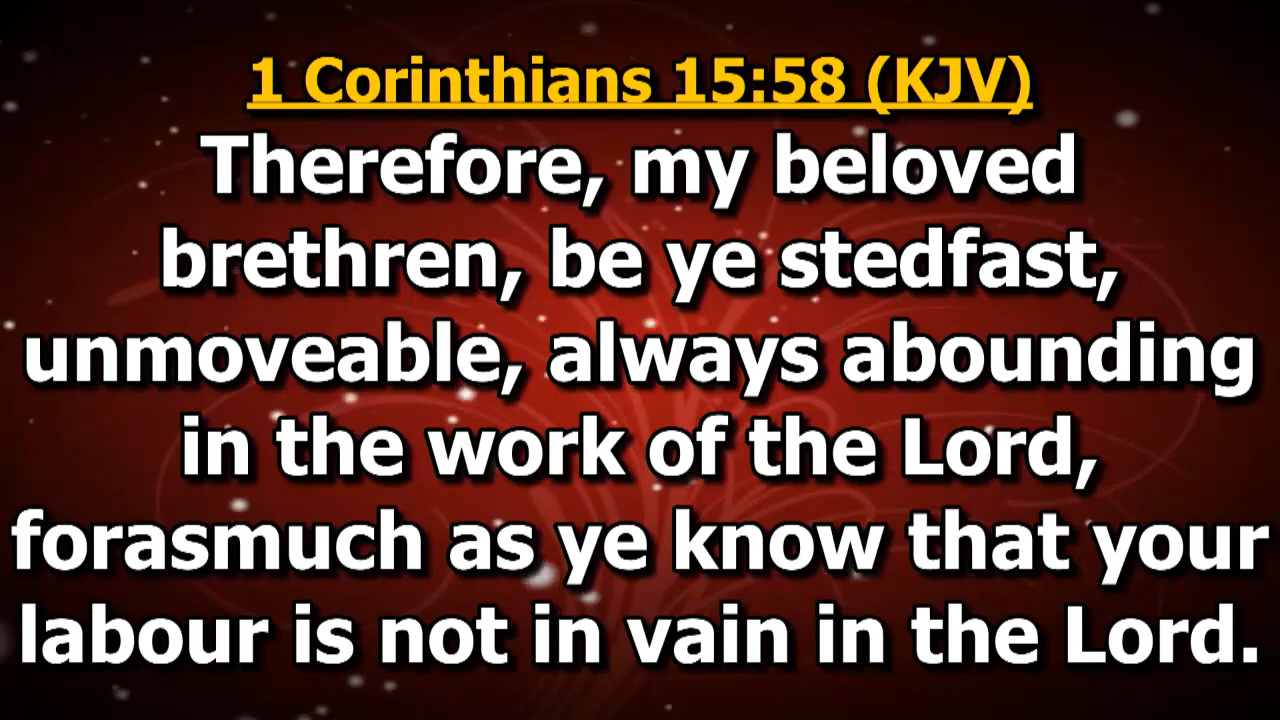 1 Corinthians 15:58 (KJV)
Therefore, my beloved
brethren, be ye stedfast,
unmoveable, always abounding
in the work of the Lord,
forasmuch as ye know that your
labour is not in vain in the Lord.